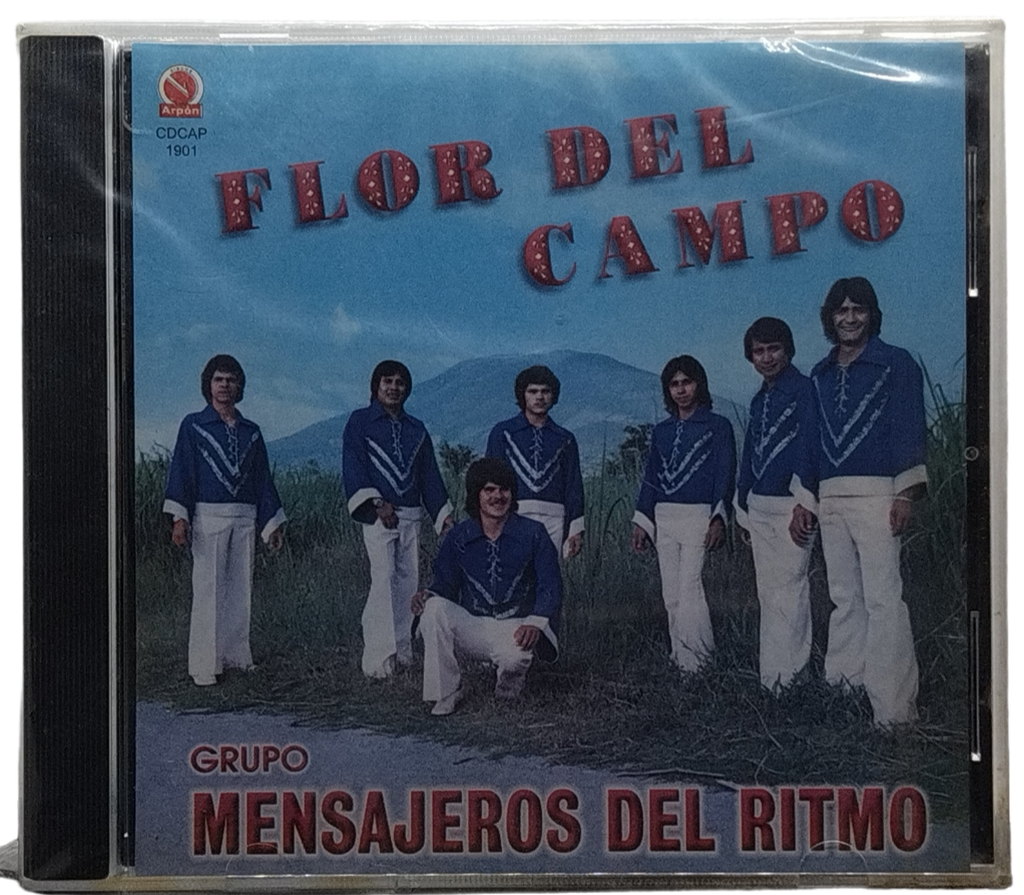 Arpón
CDCAP
1901
FLOR DEL
CAMPO
GRUPO
MENSAJEROS DEL RITMO